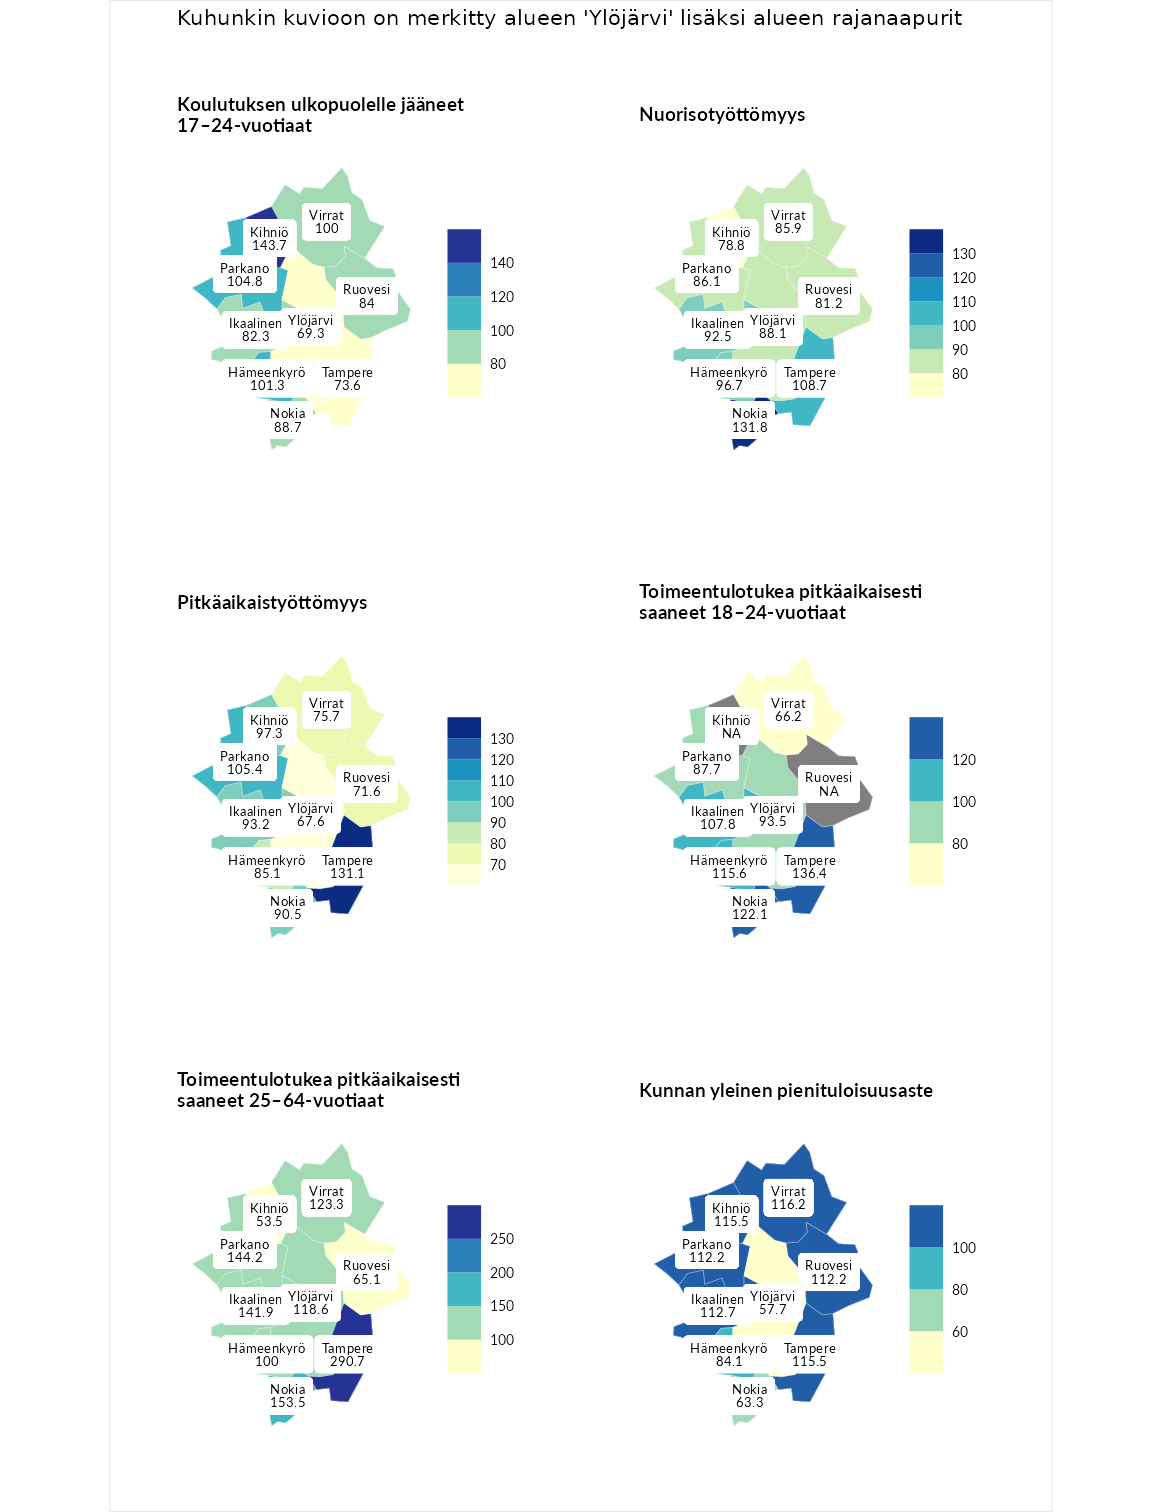 Kuhunkin kuvioon on merkitty alueen 'Ylöjärvi' lisäksi alueen rajanaapurit
Koulutuksen ulkopuolelle jääneet
17–24-vuotiaat
Virrat
100
Kihniö
143.7
Parkano
104.8
Ruovesi
84
Ikaalinen
82.3
Ylöjärvi
69.3
Hämeenkyrö
101.3
Tampere
73.6
Nokia
88.7
140
120
100
80
Nuorisotyöttömyys
Virrat
85.9
Kihniö
78.8
Parkano
86.1
Ruovesi
81.2
Ikaalinen
92.5
Ylöjärvi
88.1
Hämeenkyrö
96.7
Tampere
108.7
Nokia
131.8
130
120
110
100
90
80
Pitkäaikaistyöttömyys
Virrat
75.7
Kihniö
97.3
Parkano
105.4
Ruovesi
71.6
Ikaalinen
93.2
Ylöjärvi
67.6
Hämeenkyrö
85.1
Tampere
131.1
Nokia
90.5
130
120
110
100
90
80
70
Toimeentulotukea pitkäaikaisesti
saaneet 18–24-vuotiaat
Virrat
66.2
Kihniö
NA
Parkano
87.7
Ruovesi
NA
Ikaalinen
107.8
Ylöjärvi
93.5
Hämeenkyrö
115.6
Tampere
136.4
Nokia
122.1
120
100
80
Toimeentulotukea pitkäaikaisesti
saaneet 25–64-vuotiaat
Virrat
123.3
Kihniö
53.5
Parkano
144.2
Ruovesi
65.1
Ikaalinen
141.9
Ylöjärvi
118.6
Hämeenkyrö
100
Tampere
290.7
Nokia
153.5
250
200
150
100
Kunnan yleinen pienituloisuusaste
Virrat
116.2
Kihniö
115.5
Parkano
112.2
Ruovesi
112.2
Ikaalinen
112.7
Ylöjärvi
57.7
Hämeenkyrö
84.1
Tampere
115.5
Nokia
63.3
100
80
60